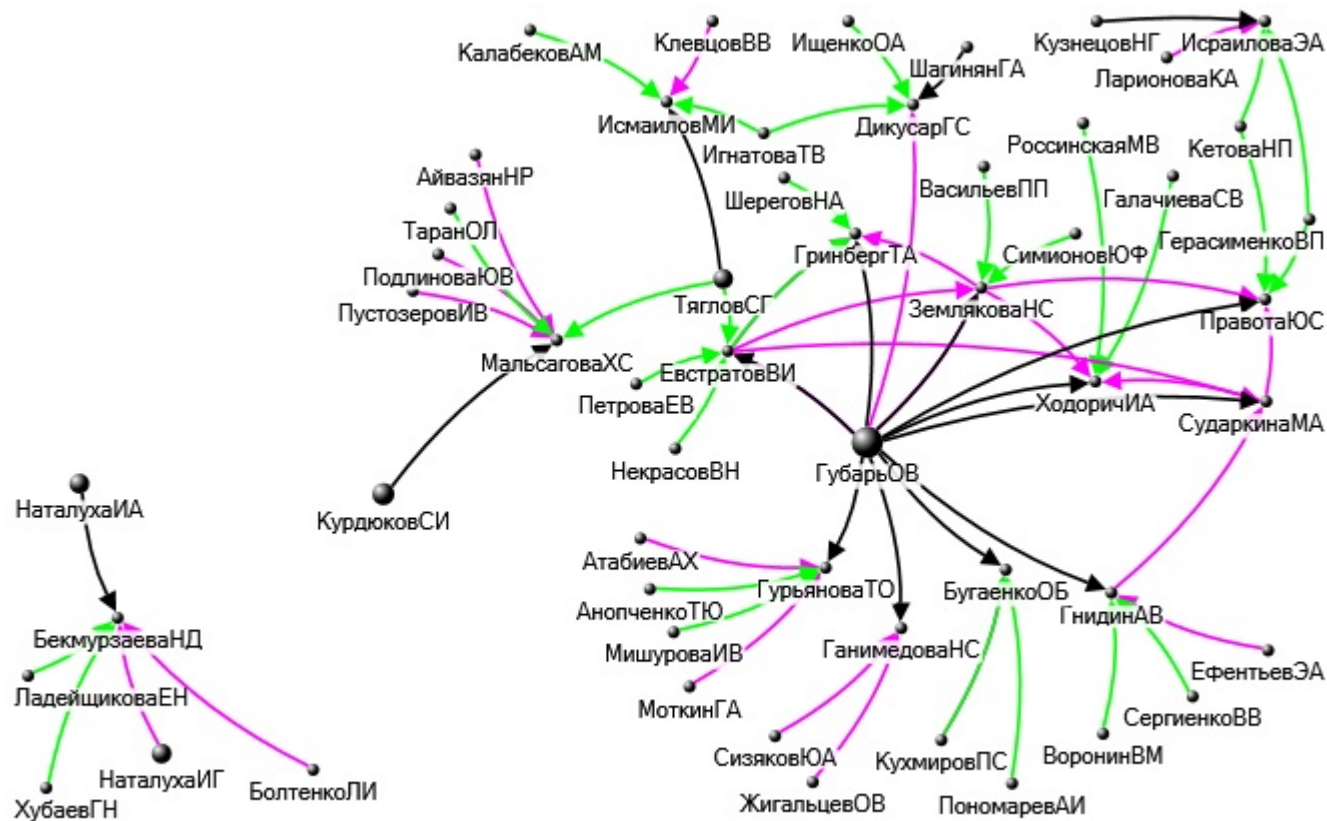 КалабековАМ
КлевцовВВ
ИщенкоОА
ШагинянГА
КузнецовНГ
ИсраиловаЭА
ЛарионоваКА
ИсмаиловМИ
ДикусарГС
ИгнатоваТВ
РоссинскаяМВ
КетоваНП
АйвазянНР
ШереговНА
ВасильевПП
ГалачиеваСВ
ТаранОЛ
ГринбергТА
СимионовЮФ
ГерасименкоВП
ПодлиноваЮВ
ПустозеровИВ
ТягловСГ
ЗемляковаНС
ПравотаЮС
МальсаговаХС
ЕвстратовВИ
ПетроваЕВ
ХодоричИА
СударкинаМА
НекрасовВН
ГубарьОВ
НаталухаИА
КурдюковСИ
АтабиевАХ
ГурьяноваТО
БугаенкоОБ
АнопченкоТЮ
ГнидинАВ
БекмурзаеваНД
МишуроваИВ
ГанимедоваНС
ЕфентьевЭА
ЛадейщиковаЕН
МоткинГА
СергиенкоВВ
СизяковЮА
КухмировПС
ВоронинВМ
НаталухаИГ
БолтенкоЛИ
ХубаевГН
ЖигальцевОВ
ПономаревАИ